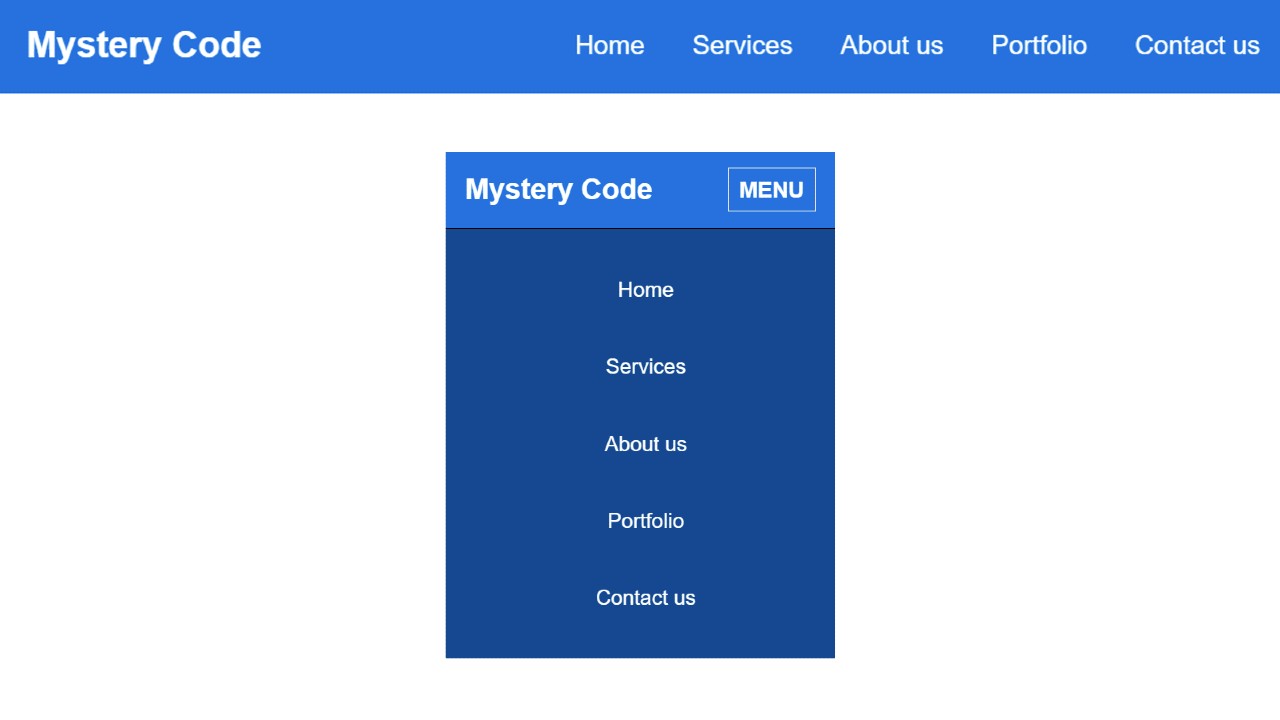 Mystery Code Home Services About us Portfolio Contact us
Mystery Code MENU
Home
Services
About us
Portfolio
Contact us